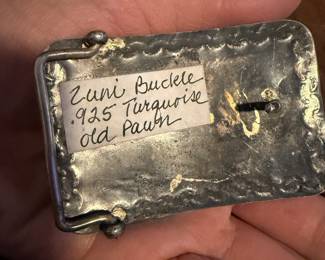 Zuni Buckle
.925 Turquoise
Old Pawn